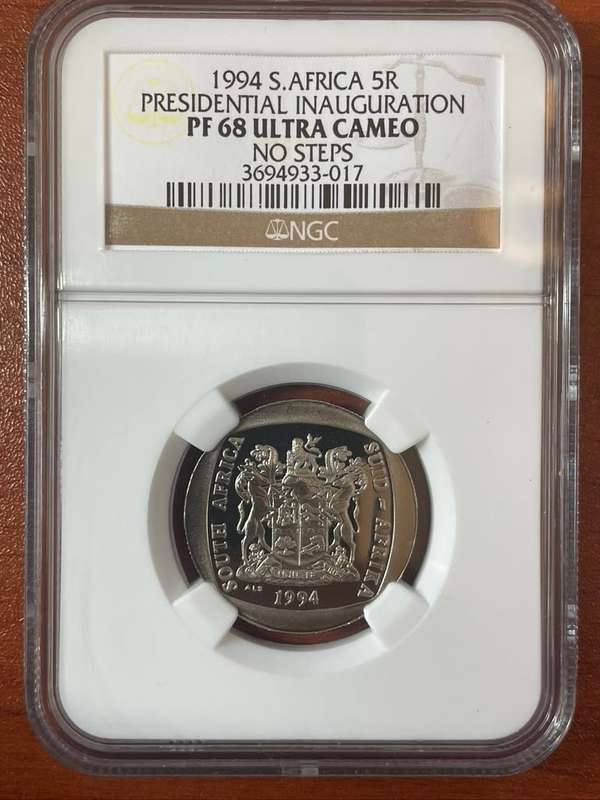 1994 S.AFRICA 5R
PRESIDENTIAL INAUGURATION
PF 68 ULTRA CAMEO
NO STEPS
3694933-017
NGC
SOUTH AFRICA
SUID-AFRIKA
ALS
1994